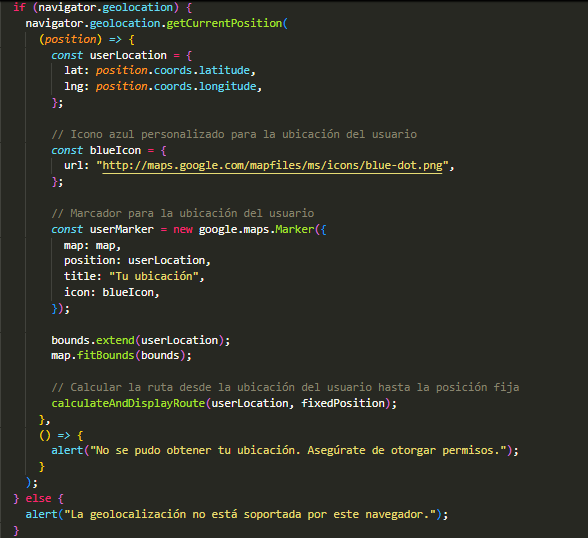 if (navigator.geolocation) {
navigator.geolocation.getCurrentPosition(
(position) => {
const userLocation = {
lat: position.coords.latitude,
lng: position.coords.longitude,
};
// Icono azul personalizado para la ubicación del usuario
const blueIcon = {
url: "http://maps.google.com/mapfiles/ms/icons/blue-dot.png",
};
// Marcador para la ubicación del usuario
const userMarker = new google.maps.Marker({
map: map,
position: userLocation,
title: "Tu ubicación",
icon: blueIcon,
});
bounds.extend(userLocation);
map.fitBounds(bounds);
// Calcular la ruta desde la ubicación del usuario hasta la posición fija
calculateAndDisplayRoute(userLocation, fixedPosition);
},
() => {
alert("No se pudo obtener tu ubicación. Asegúrate de otorgar permisos.");
}
);
} else {
alert("La geolocalización no está soportada por este navegador.");
}